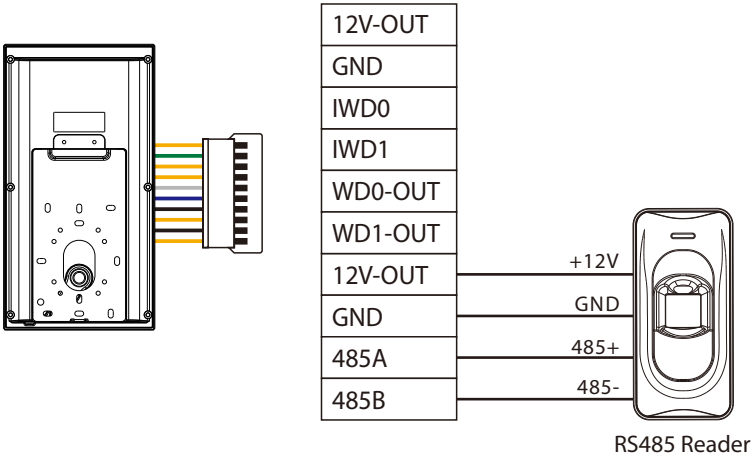 12V-OUT
GND
IWD0
IWD1
WD0-OUT
WD1-OUT
12V-OUT
+12V
GND
GND
485A
485+
485B
485-
RS485 Reader